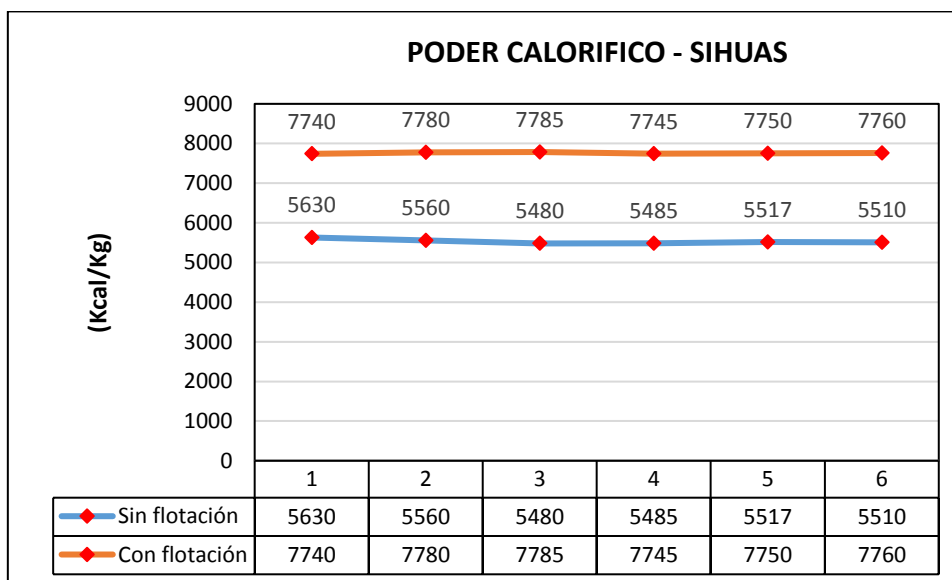 PODER CALORIFICO - SIHUAS
(Kcal/Kg)
9000
8000
7000
6000
5000
4000
3000
2000
1000
0
7740 7780 7785 7745 7750 7760
5630 5560 5480 5485 5517 5510
1 2 3 4 5 6
Sin flotación 5630 5560 5480 5485 5517 5510
Con flotación 7740 7780 7785 7745 7750 7760